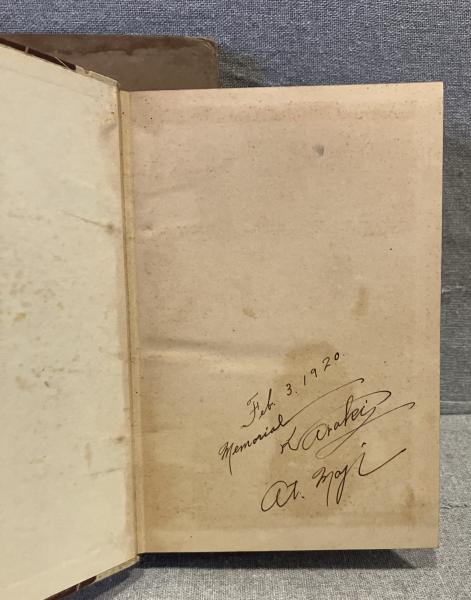 Feb. 3. 1920.
Memorial
K Araki
At. Moji